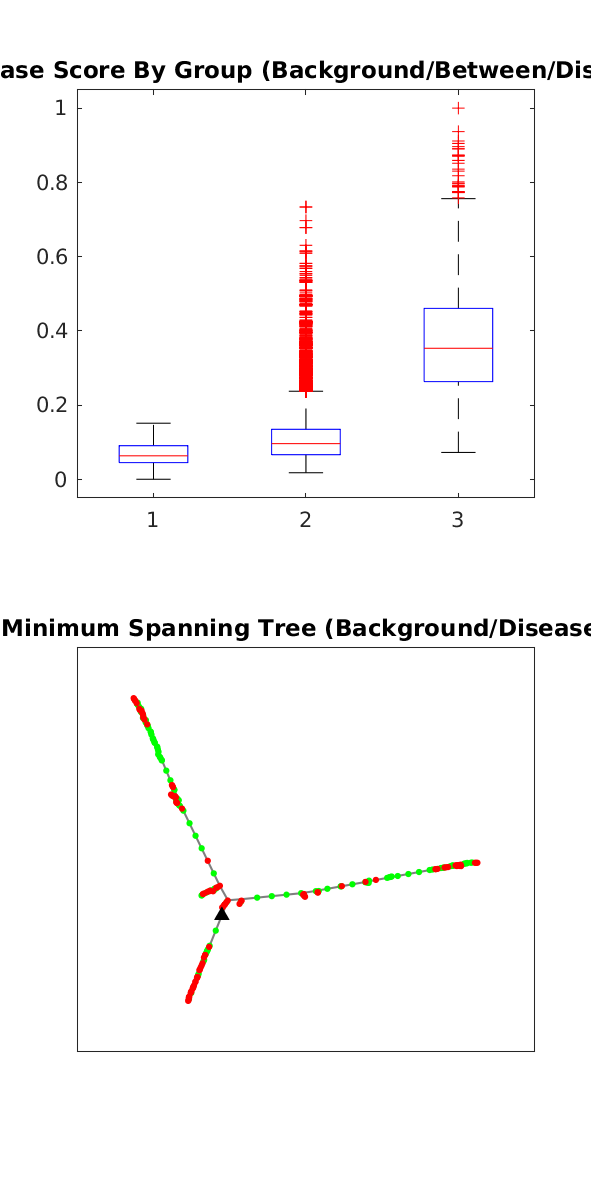 ase Score By Group (Background/Between/Dis
1
0.8
0.6
0.4
0.2
0
1 2 3
Minimum Spanning Tree (Background/Disease